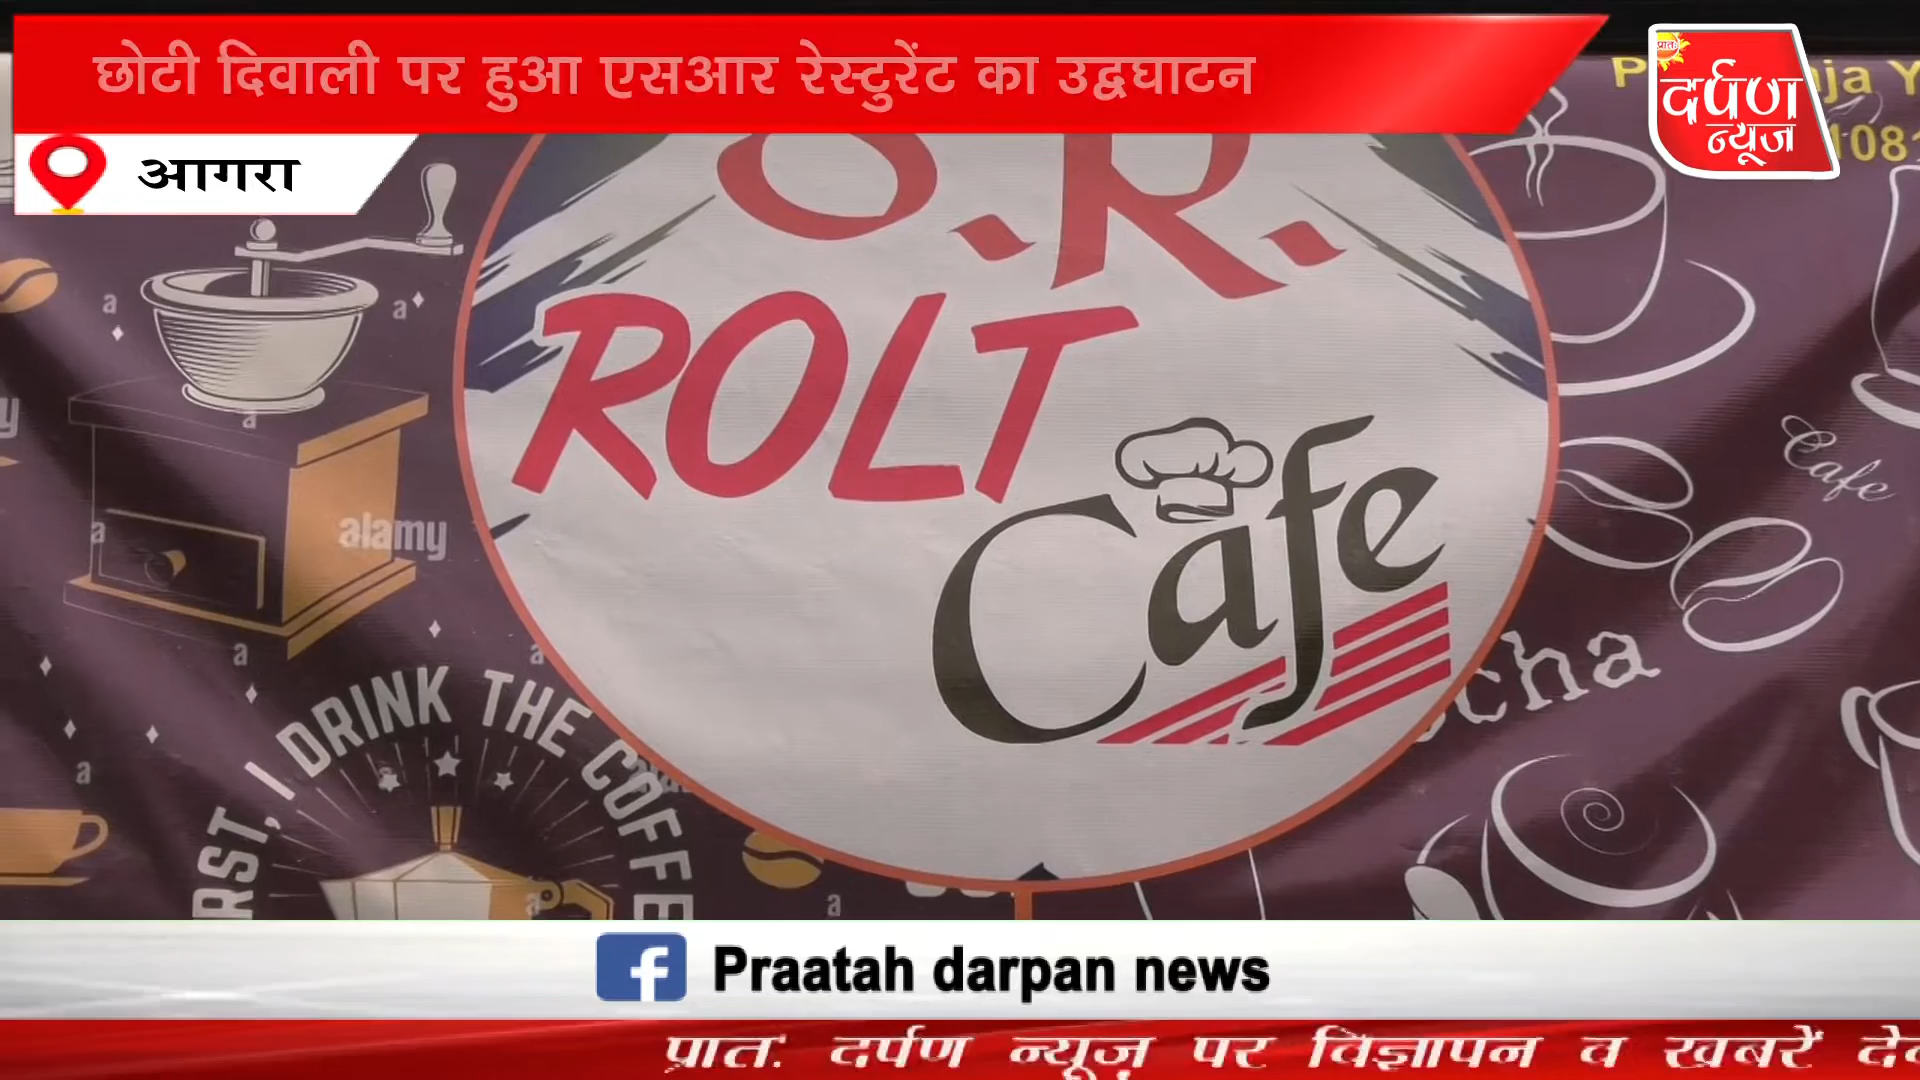 छोटी दिवाली पर हुआ एसआर रेस्टुरेंट का उद्वघाटन
आगरा
प्रातः
दर्पण
न्यूज
S.R.
ROLT
Cafe
alamy
Cafe
I DRINK THE COFFE
Praatah darpan news
प्रातः दर्पण न्यूज़ पर विज्ञापन व खबरें